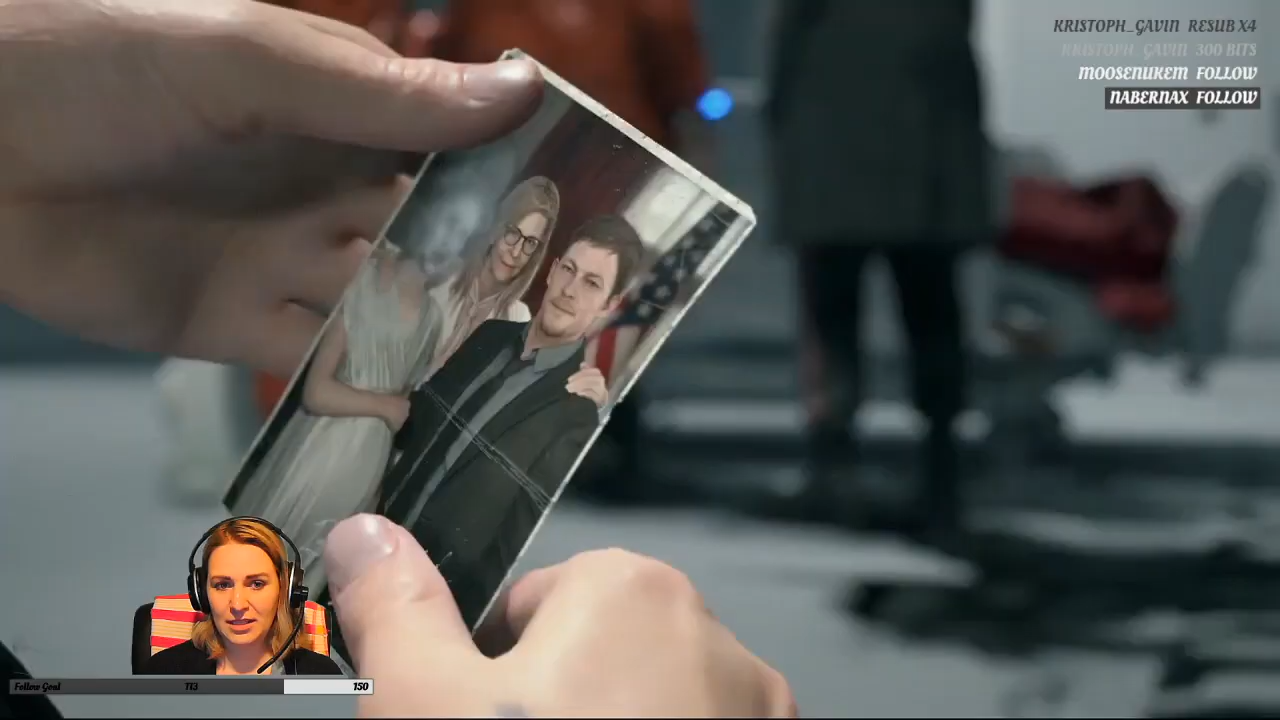 KRISTOPH_GAVIN RESUB X4
KRISTOPH_GAVIN 300 BITS
MOOSENUKEM FOLLOW
NABERNAX FOLLOW
Follow Goal 113 150